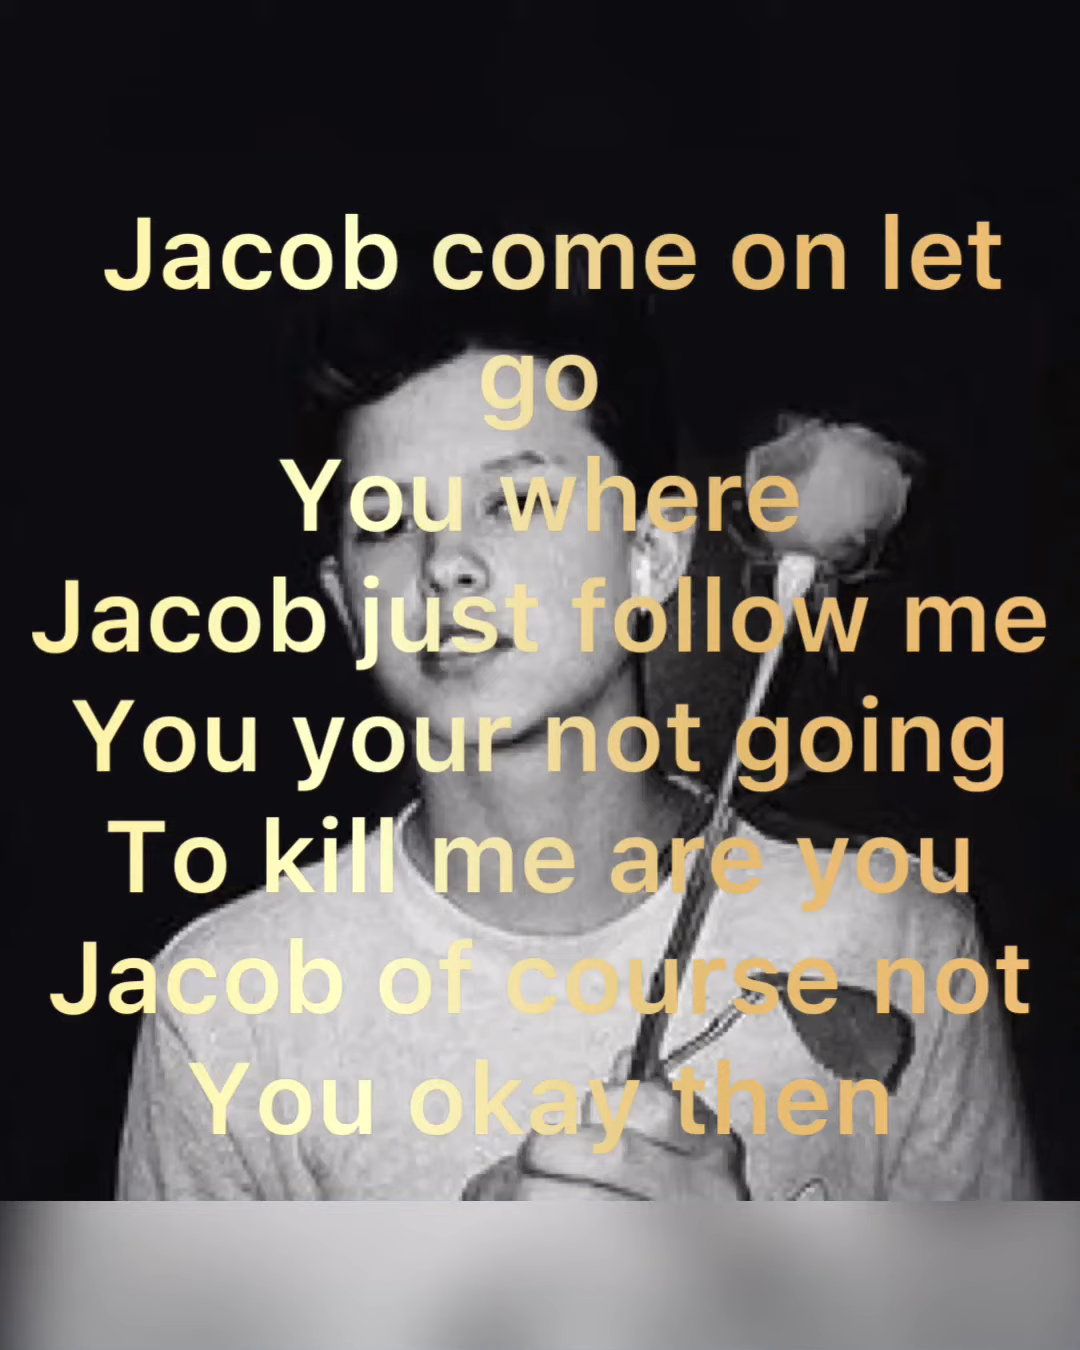 Jacob come on let
go
You where
Jacob just follow me
You your not going
To kill me are you
Jacob of course not
You okay then